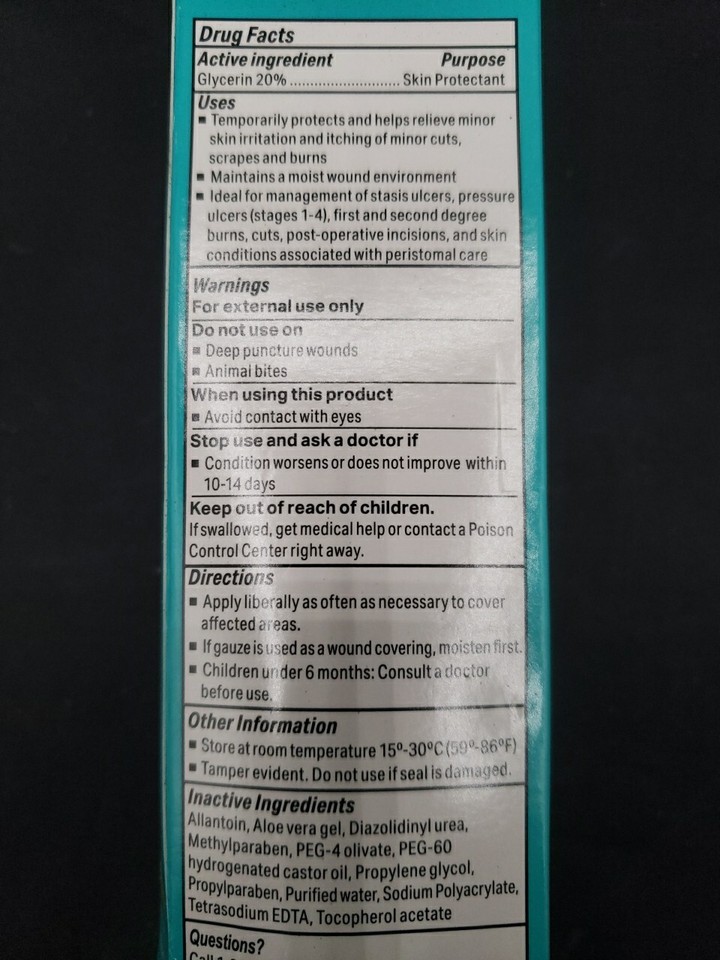 Drug Facts
Active ingredient Purpose
Glycerin 20% ............................ Skin Protectant
Uses
▪ Temporarily protects and helps relieve minor
skin irritation and itching of minor cuts,
scrapes and burns
▪ Maintains a moist wound environment
▪ Ideal for management of stasis ulcers, pressure
ulcers (stages 1-4), first and second degree
burns, cuts, post-operative incisions, and skin
conditions associated with peristomal care
Warnings
For external use only
Do not use on
▪ Deep puncture wounds
▪ Animal bites
When using this product
▪ Avoid contact with eyes
Stop use and ask a doctor if
▪ Condition worsens or does not improve within
10-14 days
Keep out of reach of children.
If swallowed, get medical help or contact a Poison
Control Center right away.
Directions
▪ Apply liberally as often as necessary to cover
affected areas.
▪ If gauze is used as a wound covering, moisten first.
▪ Children under 6 months: Consult a doctor
before use.
Other Information
▪ Store at room temperature 15º-30ºC (59º-86ºF)
▪ Tamper evident. Do not use if seal is damaged.
Inactive Ingredients
Allantoin, Aloe vera gel, Diazolidinyl urea,
Methylparaben, PEG-4 olivate, PEG-60
hydrogenated castor oil, Propylene glycol,
Propylparaben, Purified water, Sodium Polyacrylate,
Tetrasodium EDTA, Tocopherol acetate
Questions?